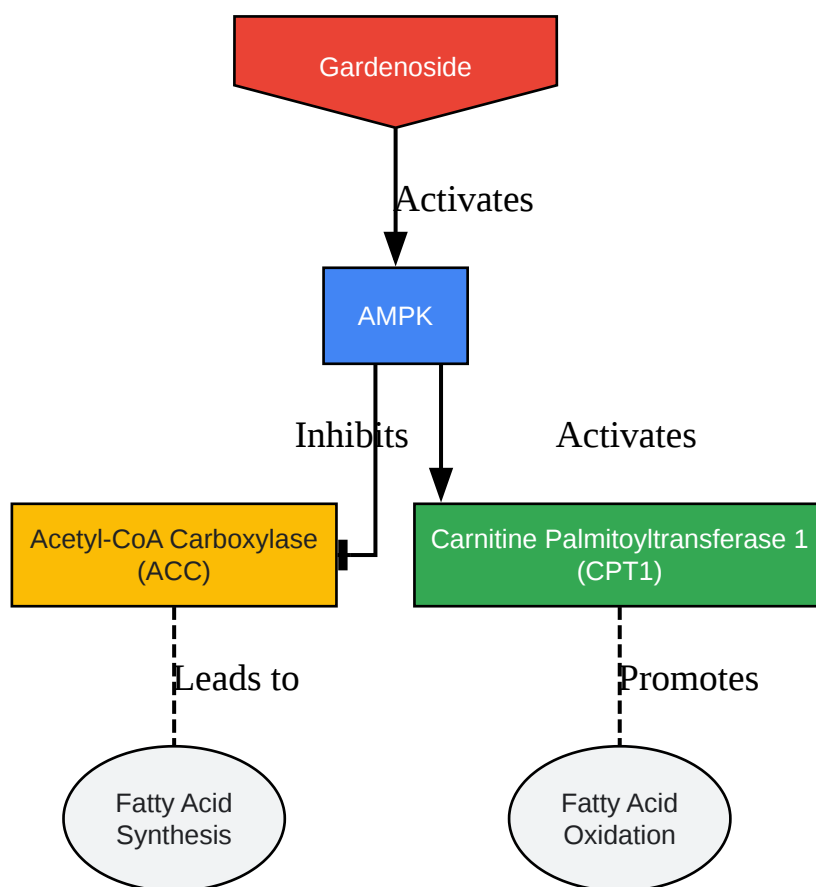 Gardenoside
Activates
AMPK
Inhibits
Activates
Acetyl-CoA Carboxylase
(ACC)
Carnitine Palmitoyltransferase 1
(CPT1)
Leads to
Promotes
Fatty Acid
Synthesis
Fatty Acid
Oxidation